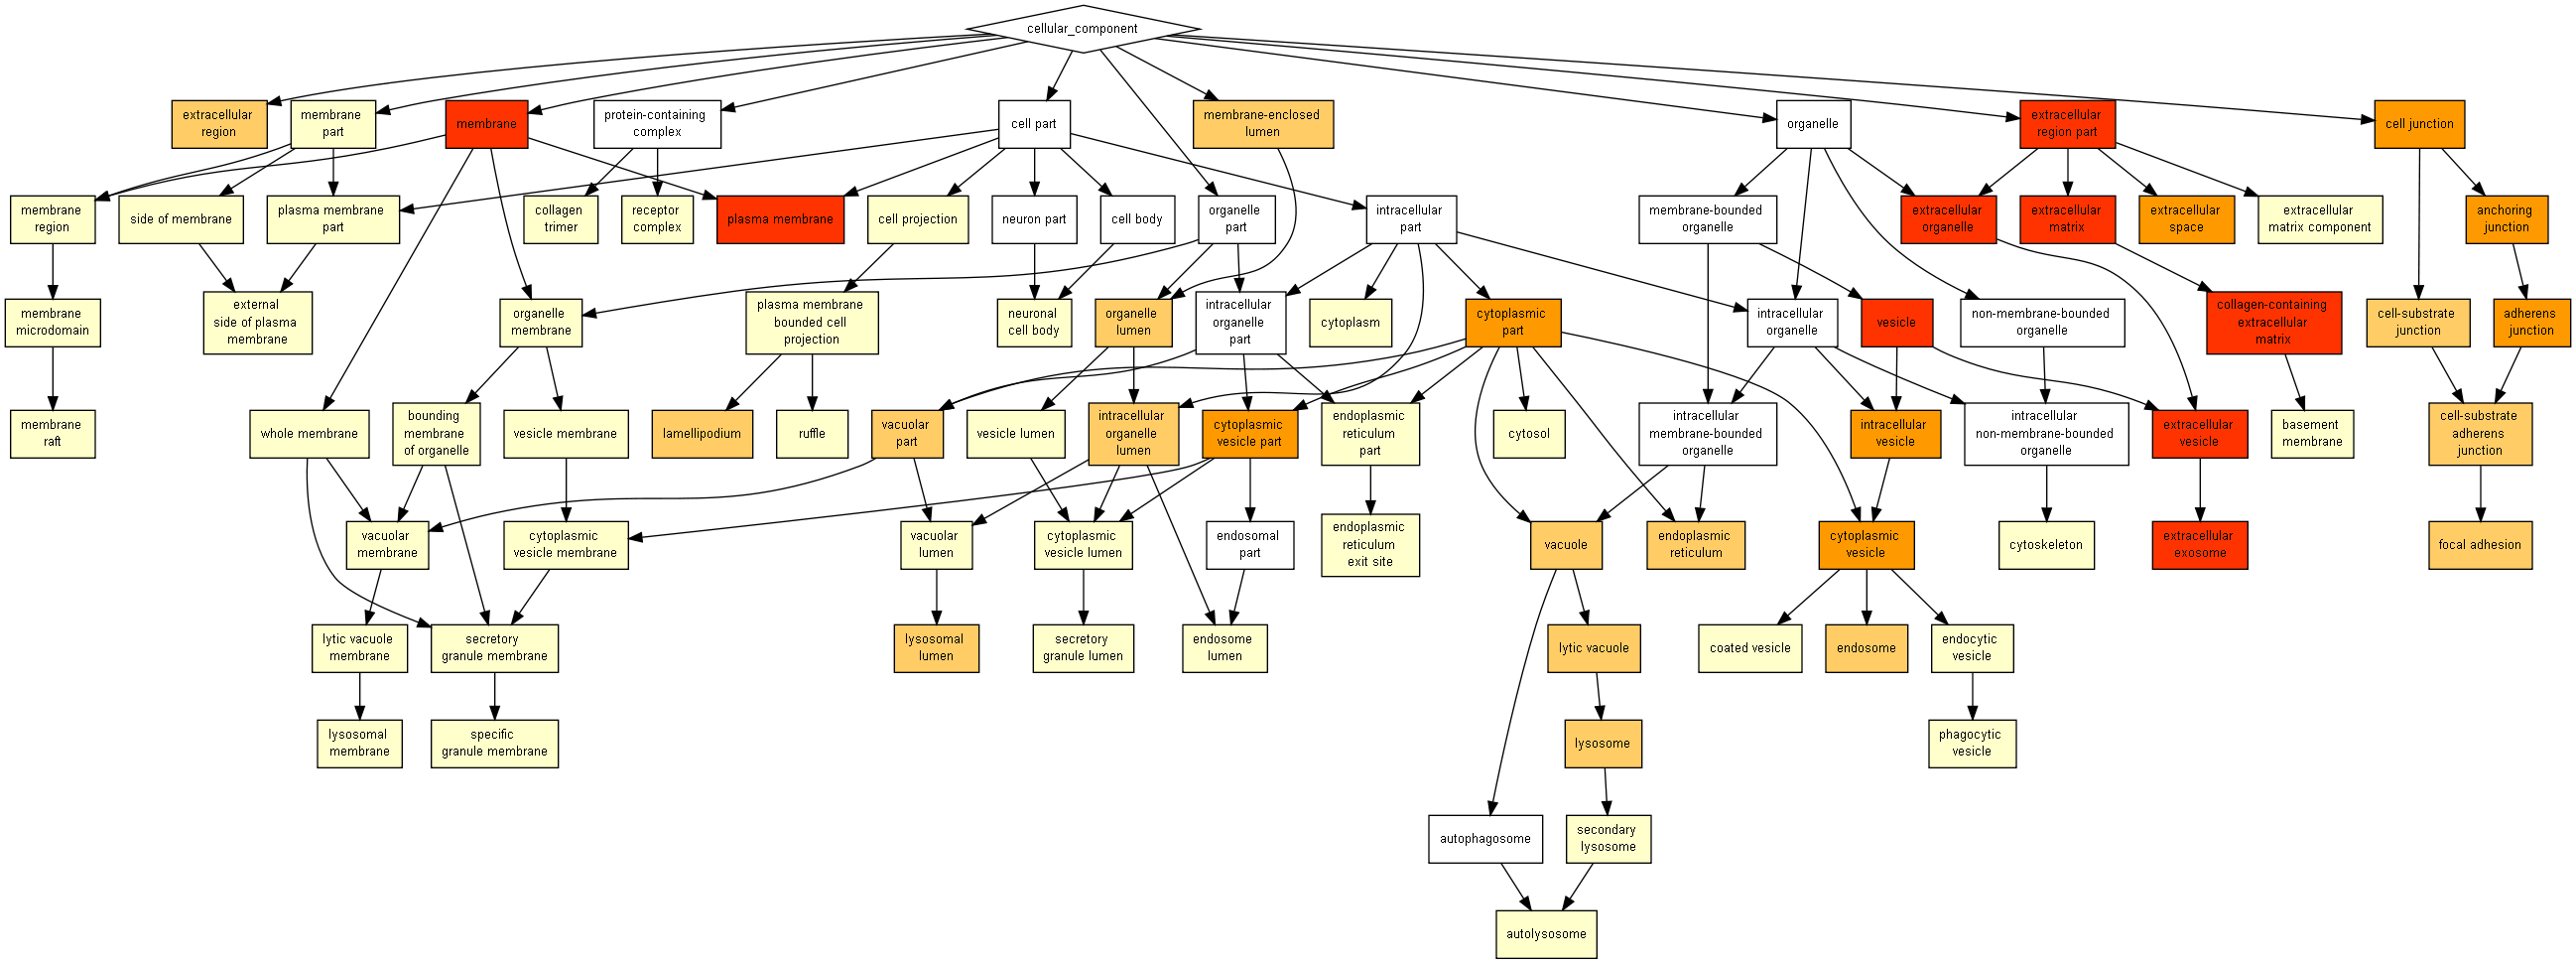 cellular_component
extracellular
region
membrane
part
membrane
protein-containing
complex
cell part
membrane-enclosed
lumen
organelle
extracellular
region part
cell junction
membrane
region
side of membrane
plasma membrane
part
collagen
trimer
receptor
complex
plasma membrane
cell projection
neuron part
cell body
organelle
part
intracellular
part
membrane-bounded
organelle
extracellular
organelle
extracellular
matrix
extracellular
space
extracellular
matrix component
anchoring
junction
membrane
microdomain
external
side of plasma
membrane
organelle
membrane
plasma membrane
bounded cell
projection
neuronal
cell body
organelle
lumen
intracellular
organelle
part
cytoplasm
cytoplasmic
part
intracellular
organelle
vesicle
non-membrane-bounded
organelle
collagen-containing
extracellular
matrix
cell-substrate
junction
adherens
junction
membrane
raft
whole membrane
bounding
membrane
of organelle
vesicle membrane
lamellipodium
ruffle
vacuolar
part
vesicle lumen
intracellular
organelle
lumen
cytoplasmic
vesicle part
endoplasmic
reticulum
part
cytosol
intracellular
membrane-bounded
organelle
intracellular
vesicle
intracellular
non-membrane-bounded
organelle
extracellular
vesicle
basement
membrane
cell-substrate
adherens
junction
vacuolar
membrane
cytoplasmic
vesicle membrane
vacuolar
lumen
cytoplasmic
vesicle lumen
endosomal
part
endoplasmic
reticulum
exit site
vacuole
endoplasmic
reticulum
cytoplasmic
vesicle
cytoskeleton
extracellular
exosome
focal adhesion
lytic vacuole
membrane
secretory
granule membrane
lysosomal
lumen
secretory
granule lumen
endosome
lumen
lytic vacuole
coated vesicle
endosome
endocytic
vesicle
lysosomal
membrane
specific
granule membrane
lysosome
phagocytic
vesicle
autophagosome
secondary
lysosome
autolysosome